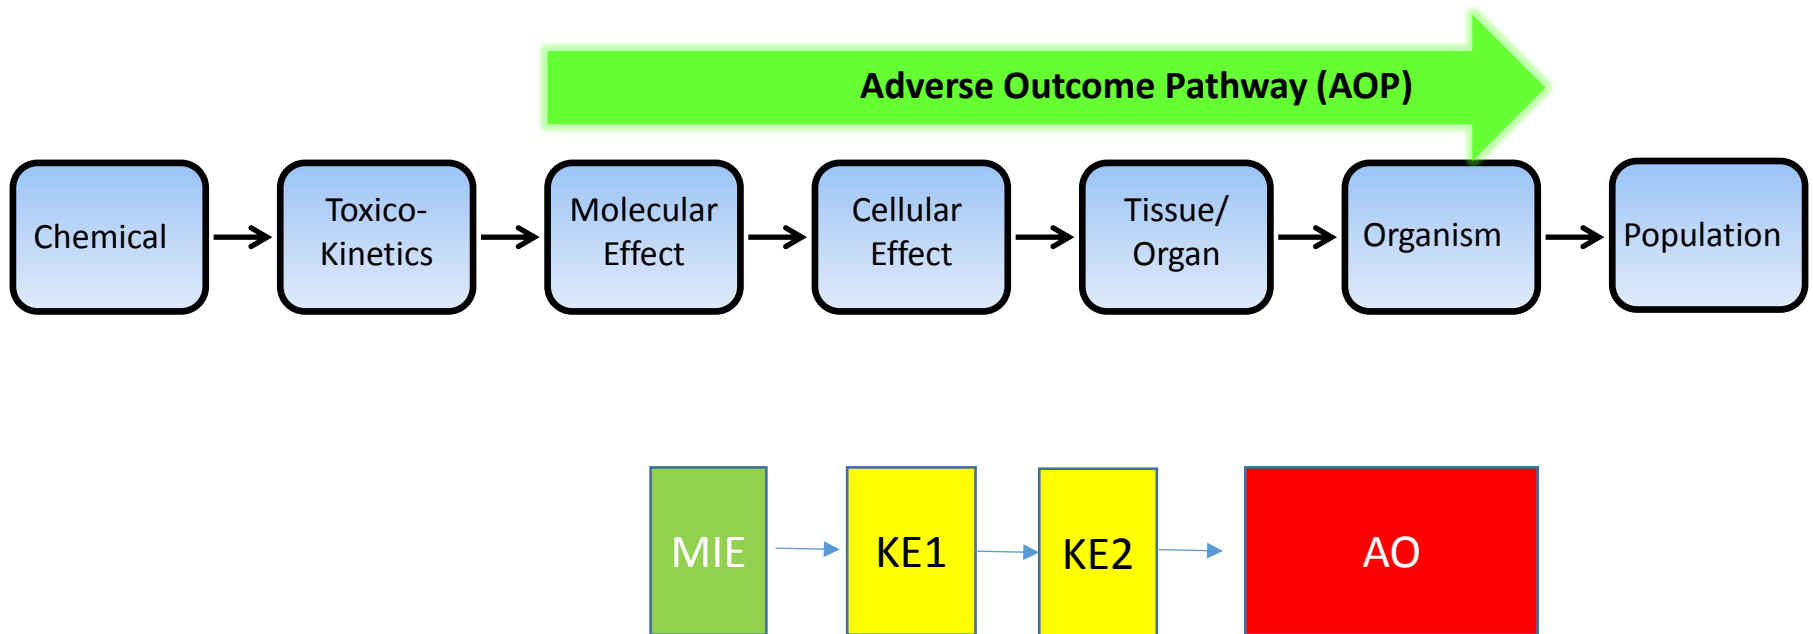 Adverse Outcome Pathway (AOP)
Chemical
Toxico-
Kinetics
Molecular
Effect
Cellular
Effect
Tissue/
Organ
Organism
Population
MIE
KE1
KE2
AO